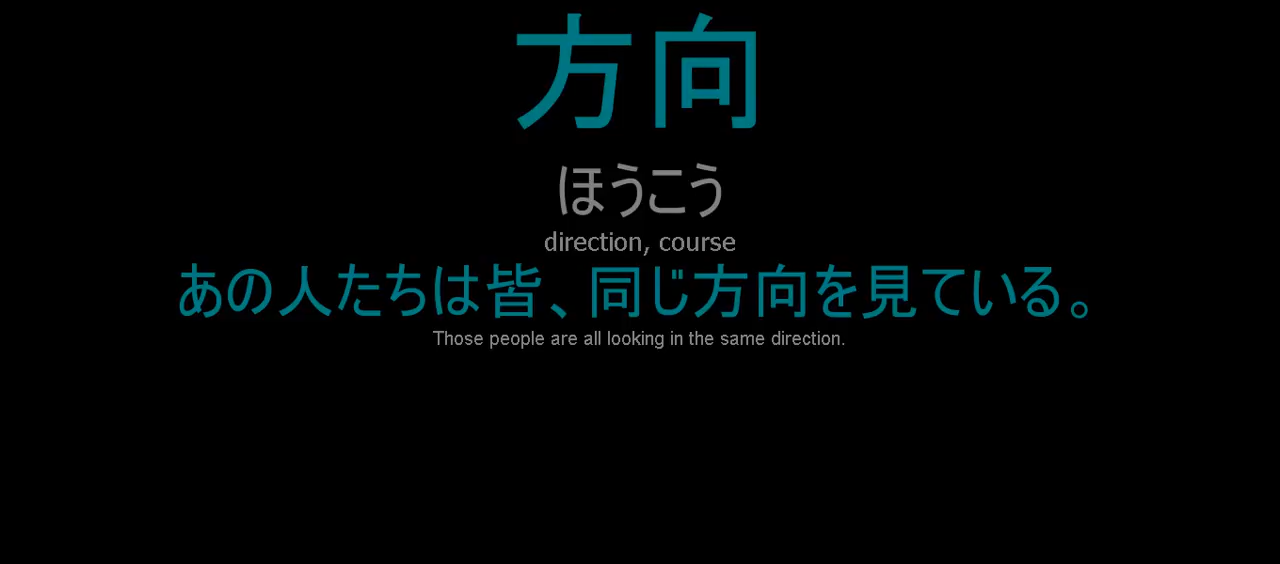 方向
ほうこう
direction, course
あの人たちは皆、同じ方向を見ている。
Those people are all looking in the same direction.